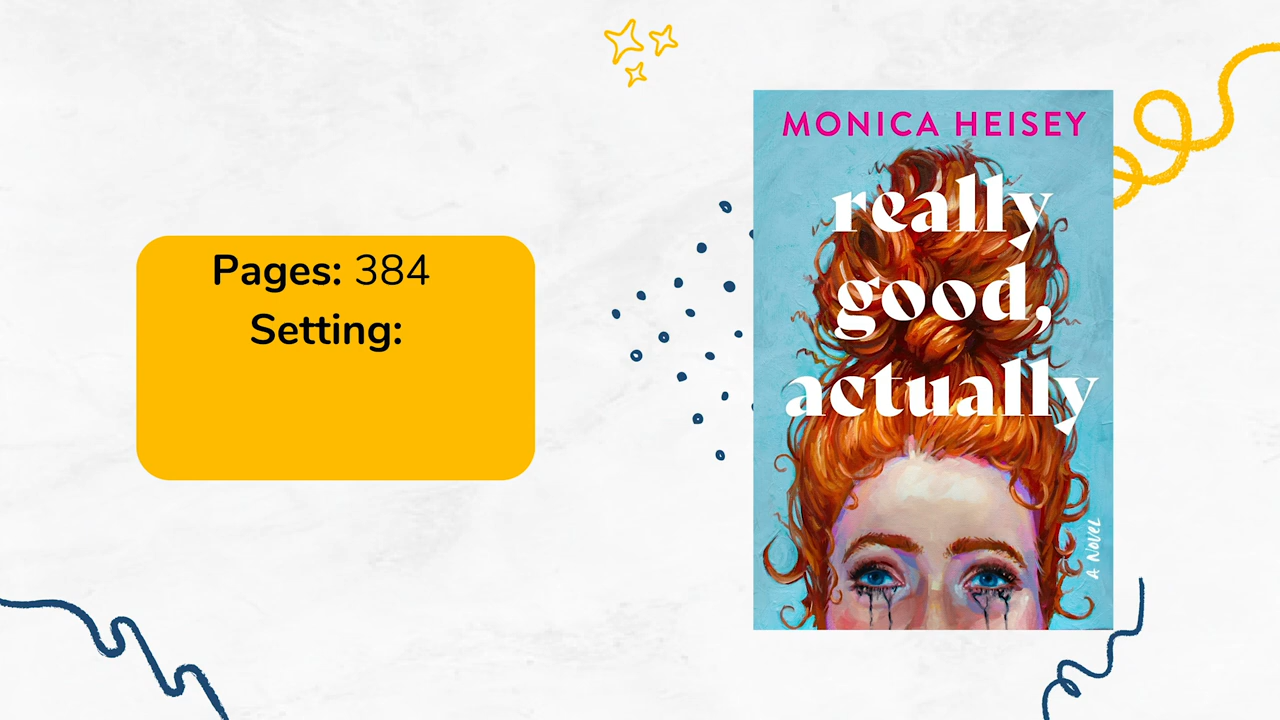 Pages: 384
Setting:
MONICA HEISEY
really
good,
actually
A Novel